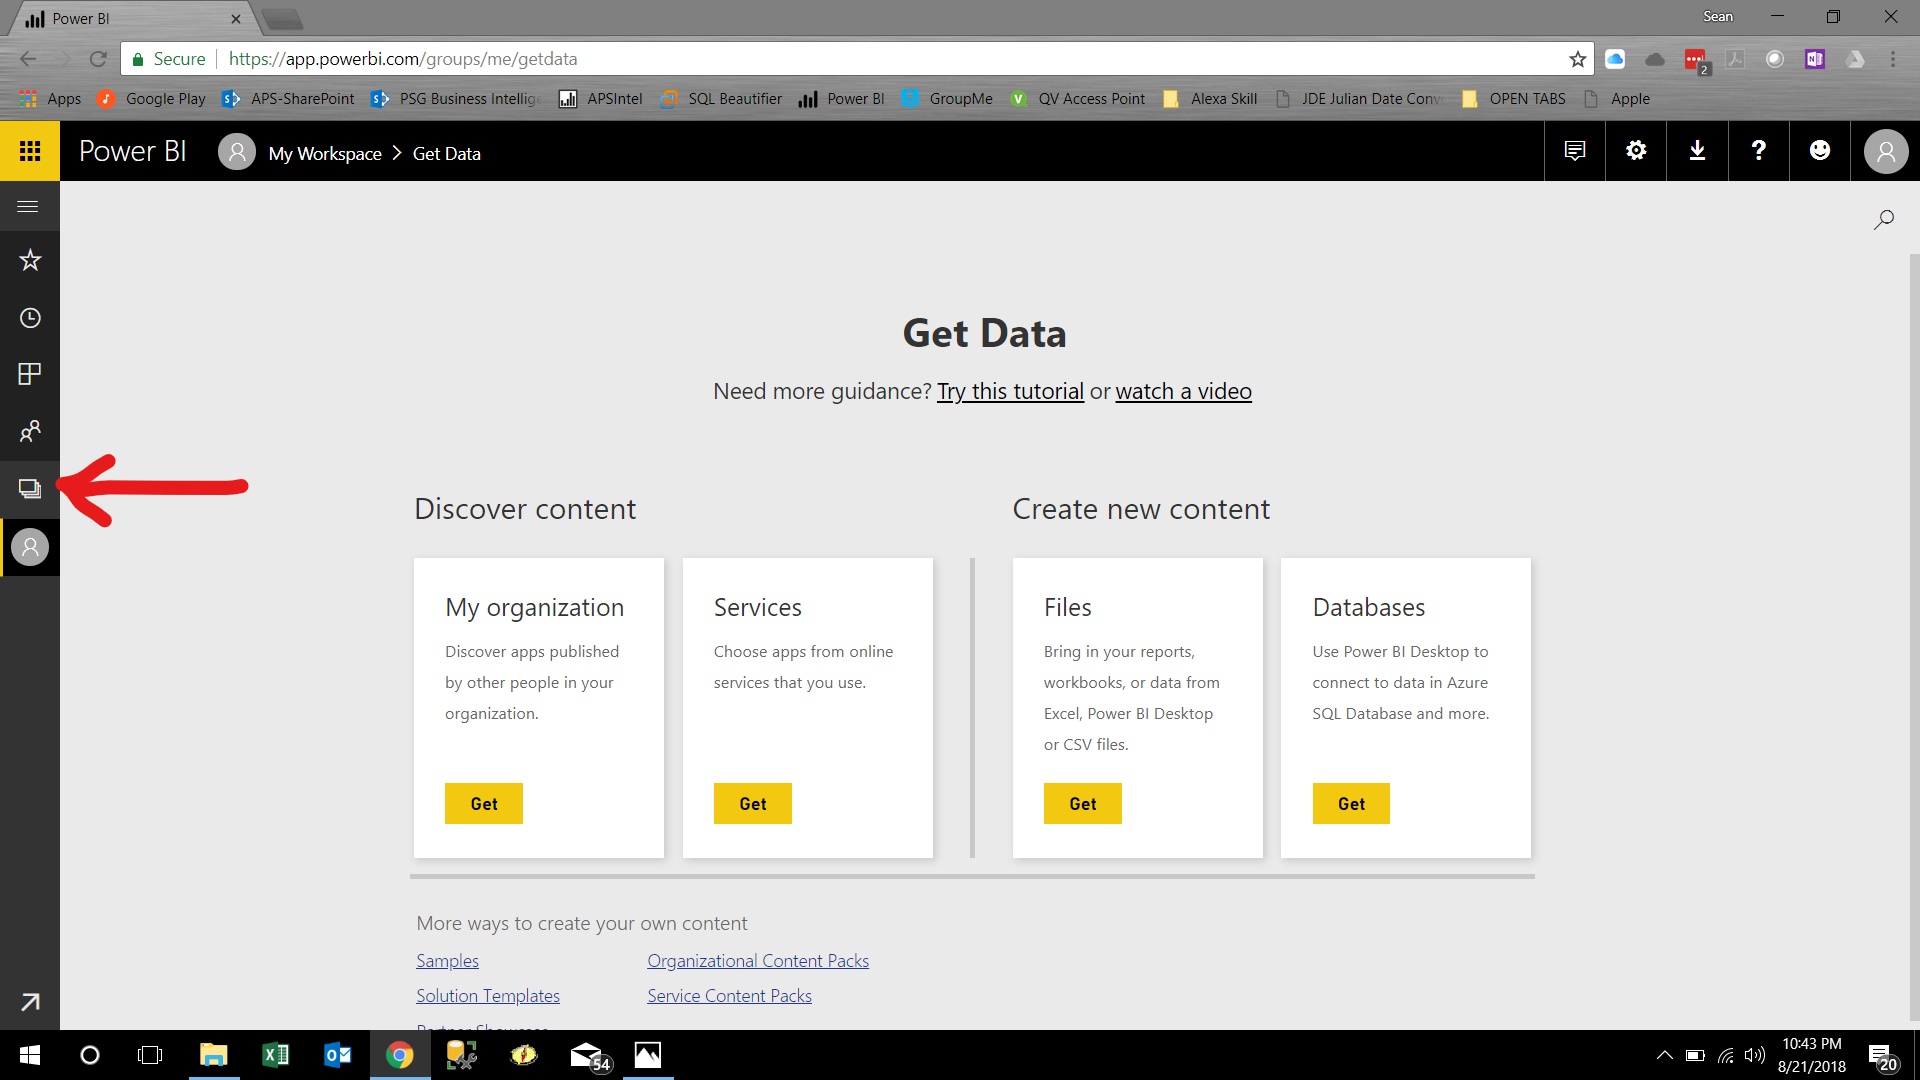 Power BI
Sean
Secure https://app.powerbi.com/groups/me/getdata
2
Apps Google Play APS-SharePoint PSG Business Intellig APSIntel SQL Beautifier Power BI GroupMe QV Access Point Alexa Skill JDE Julian Date Conv OPEN TABS Apple
Power BI My Workspace > Get Data
Get Data
Need more guidance? Try this tutorial or watch a video
Discover content
Create new content
My organization
Discover apps published
by other people in your
organization.
Get
Services
Choose apps from online
services that you use.
Get
Files
Bring in your reports,
workbooks, or data from
Excel, Power BI Desktop
or CSV files.
Get
Databases
Use Power BI Desktop to
connect to data in Azure
SQL Database and more.
Get
More ways to create your own content
Samples Organizational Content Packs
Solution Templates Service Content Packs
Partner Showcase
54
10:43 PM
8/21/2018
20